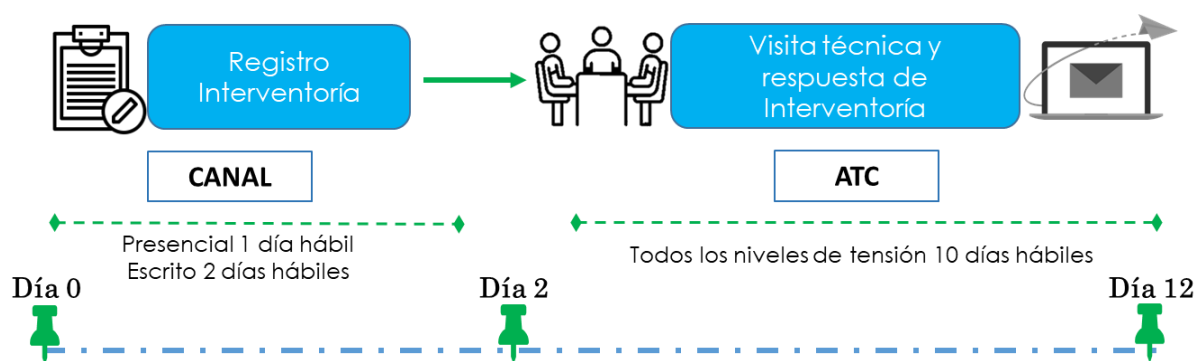 Registro
Interventoría
Visita técnica y
respuesta de
Interventoría
CANAL
ATC
Presencial 1 día hábil
Escrito 2 días hábiles
Todos los niveles de tensión 10 días hábiles
Día 0
Día 2
Día 12